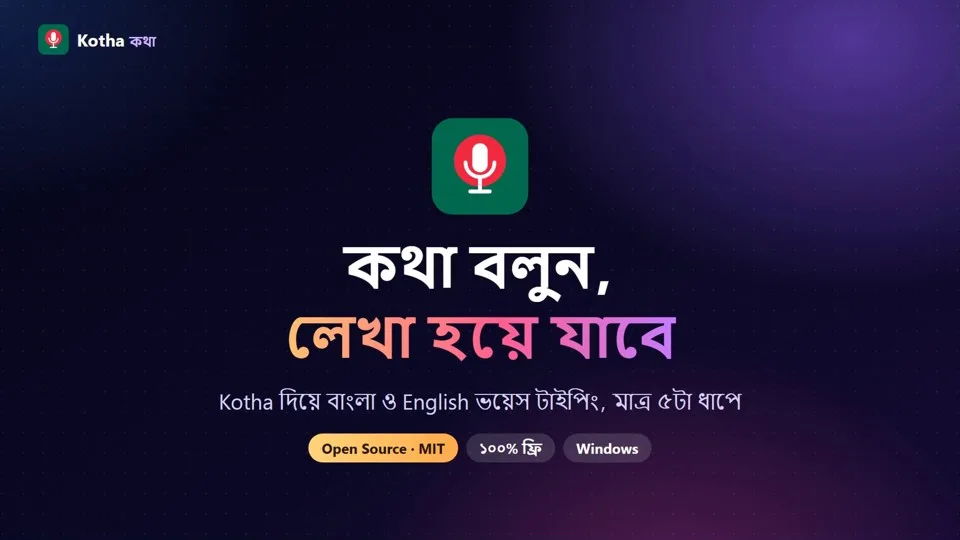 Kotha কথা
কথা বলুন,
লেখা হয়ে যাবে
Kotha দিয়ে বাংলা ও English ভয়েস টাইপিং, মাত্র ৫টা ধাপে
Open Source · MIT
১০০% ফ্রি
Windows